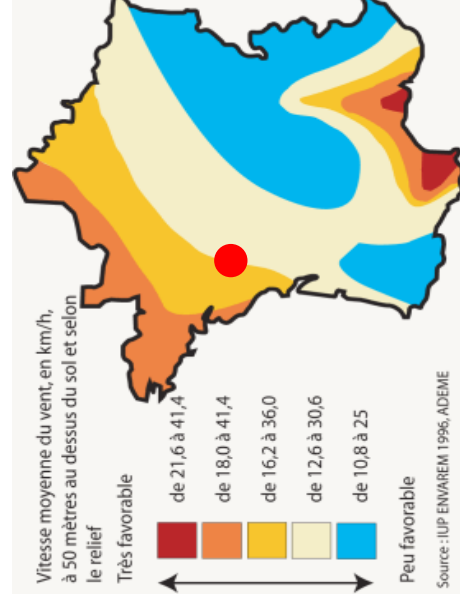 Vitesse moyenne du vent, en km/h,
à 50 mètres au dessus du sol et selon
le relief
Très favorable
de 21,6 à 41,4
de 18,0 à 41,4
de 16,2 à 36,0
de 12,6 à 30,6
de 10,8 à 25
Peu favorable
Source : IUP ENVAREM 1996, ADEME